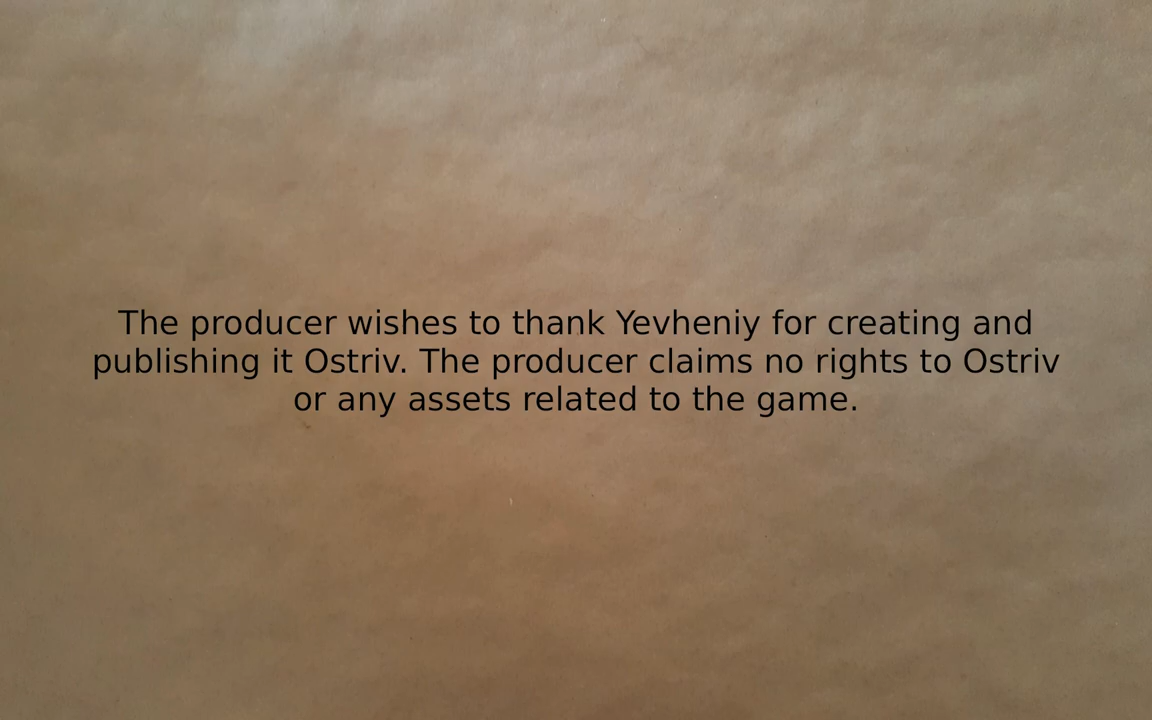 The producer wishes to thank Yevheniy for creating and
publishing it Ostriv. The producer claims no rights to Ostriv
or any assets related to the game.